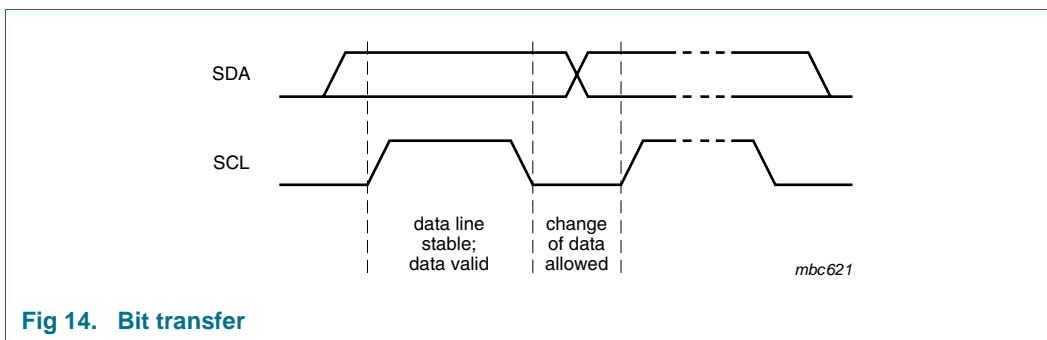 SDA
SCL
data line
stable;
data valid
change
of data
allowed
mbc621
Fig 14. Bit transfer